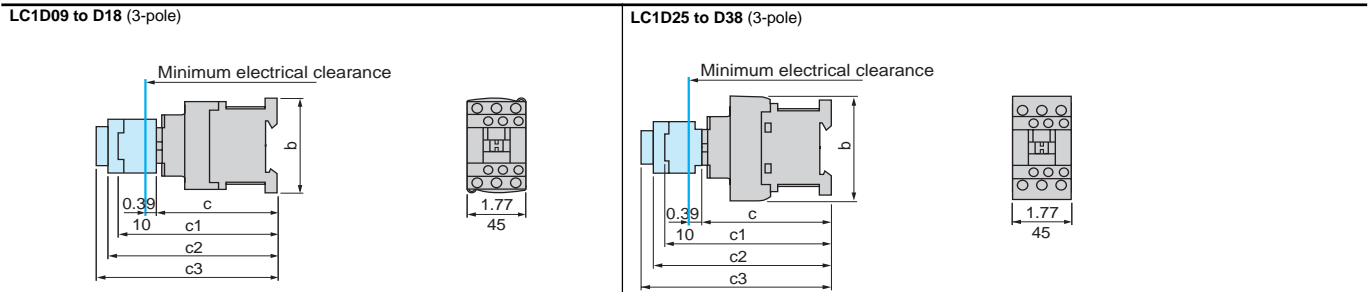 LC1D09 to D18 (3-pole)
Minimum electrical clearance
b
0.39
10
c
c1
c2
c3
1.77
45
LC1D25 to D38 (3-pole)
Minimum electrical clearance
b
0.39
10
c
c1
c2
c3
1.77
45